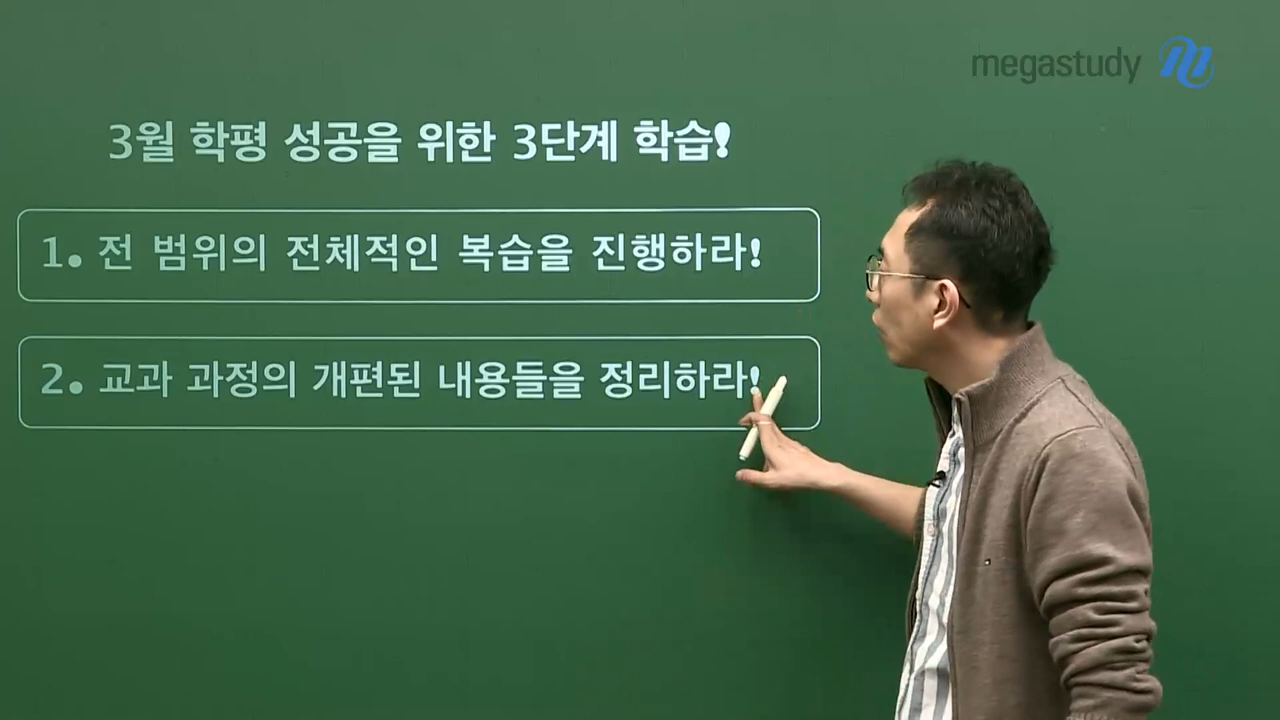 megastudy
3월 학평 성공을 위한 3단계 학습!
1. 전 범위의 전체적인 복습을 진행하라!
2. 교과 과정의 개편된 내용들을 정리하라!